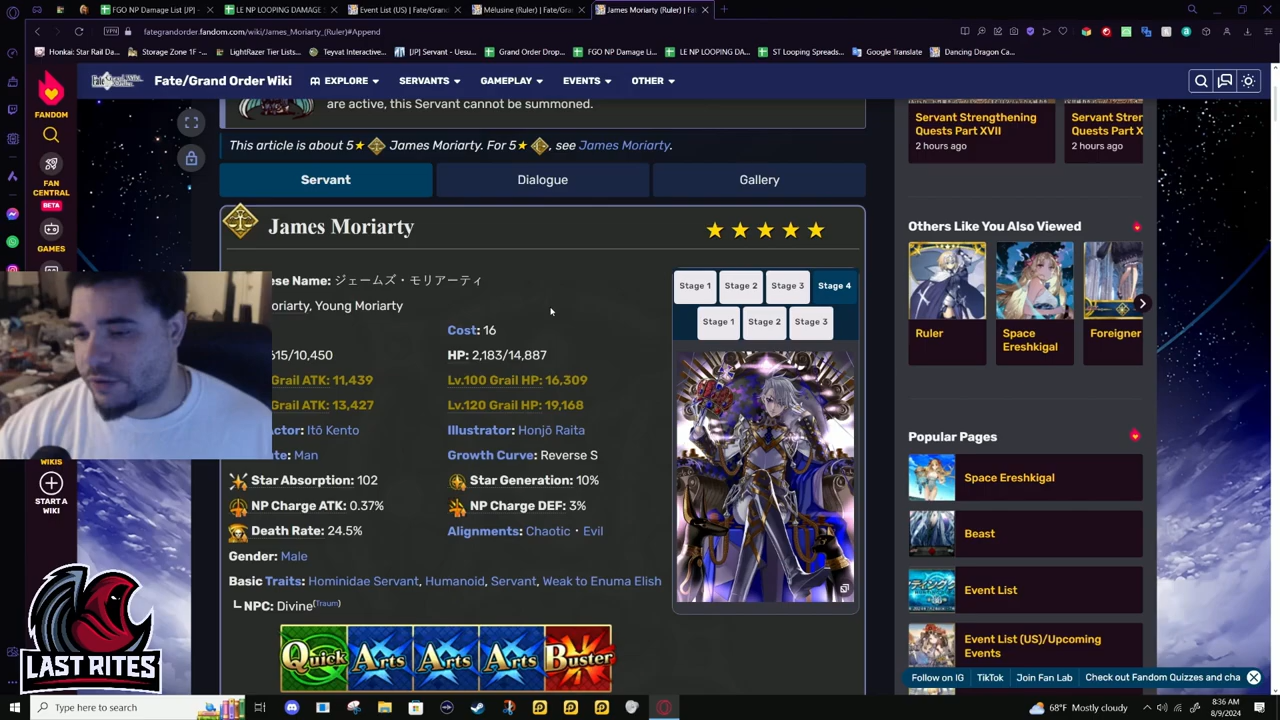 FGO NP Damage List [JP] -
LE NP LOOPING DAMAGE
Event List (US) | Fate/Grand
Mélusine (Ruler) | Fate/Gran
James Moriarty (Ruler) | Fat
VPN
fategrandorder.fandom.com/wiki/James_Moriarty_(Ruler)#Append
Honkai: Star Rail Da...
Storage Zone 1F -...
LightRazer Tier Lists...
Teyvat Interactive...
[JP] Servant - Uesu...
Grand Order Drop...
FGO NP Damage Li...
LE NP LOOPING DA...
ST Looping Spreads...
Google Translate
Dancing Dragon Ca...
FANDOM
Fate/Grand Order Wiki
EXPLORE
SERVANTS
GAMEPLAY
EVENTS
OTHER
FAN
CENTRAL
BETA
GAMES
WIKIS
START A
WIKI
are active, this Servant cannot be summoned.
This article is about 5★ James Moriarty. For 5★ , see James Moriarty.
Servant
Dialogue
Gallery
James Moriarty
ese Name: ジェームズ・モリアーティ
oriarty, Young Moriarty
Cost: 16
615/10,450
HP: 2,183/14,887
Grail ATK: 11,439
Lv.100 Grail HP: 16,309
Grail ATK: 13,427
Lv.120 Grail HP: 19,168
Actor: Itō Kento
Illustrator: Honjō Raita
te: Man
Growth Curve: Reverse S
Star Absorption: 102
Star Generation: 10%
NP Charge ATK: 0.37%
NP Charge DEF: 3%
Death Rate: 24.5%
Alignments: Chaotic・Evil
Gender: Male
Basic Traits: Hominidae Servant, Humanoid, Servant, Weak to Enuma Elish
NPC: Divine(Traum)
Quick
Arts
Arts
Arts
Buster
Stage 1
Stage 2
Stage 3
Stage 4
Stage 1
Stage 2
Stage 3
Servant Strengthening
Quests Part XVII
2 hours ago
Servant Stren
Quests Part X
2 hours ago
Others Like You Also Viewed
Ruler
Space
Ereshkigal
Foreigner
Popular Pages
Space Ereshkigal
Beast
Event List
Event List (US)/Upcoming
Events
Follow on IG
TikTok
Join Fan Lab
Check out Fandom Quizzes and cha
LAST RITES
Type here to search
68°F Mostly cloudy
8:36 AM
8/9/2024